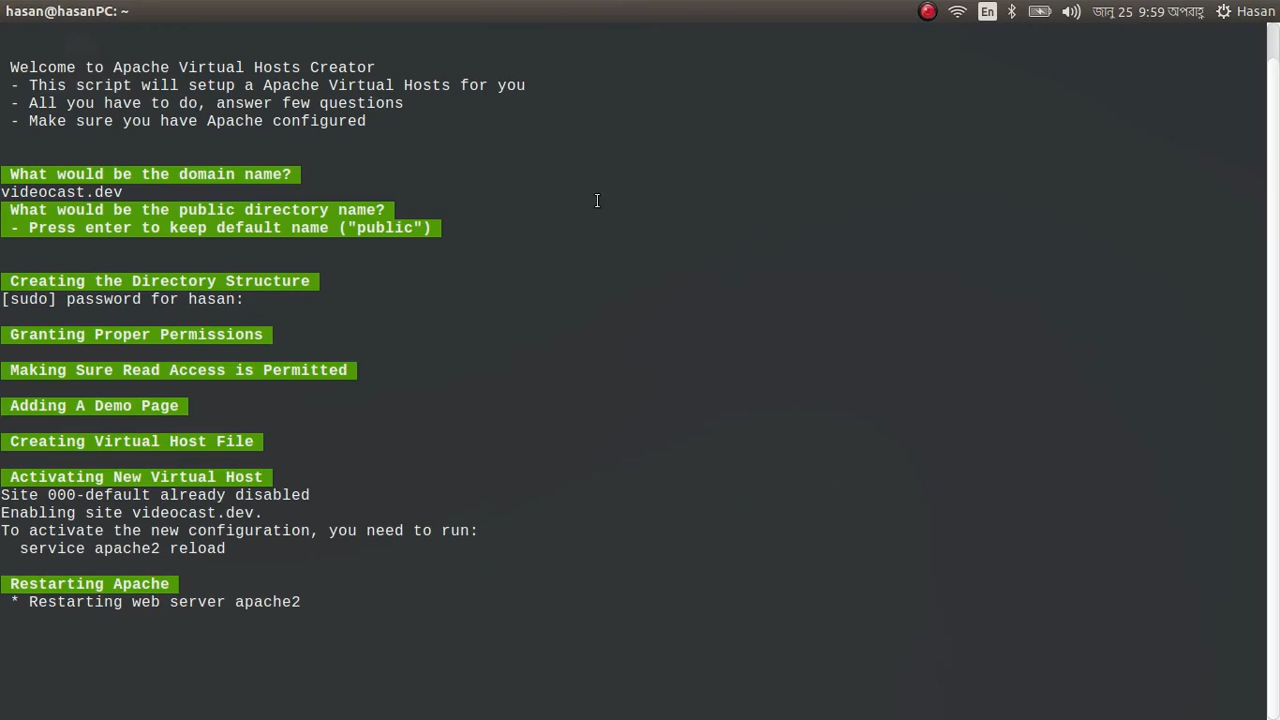 hasan@hasanPC: ~
En
জানু 25 9:59 অপরাহ্ণ
Hasan
Welcome to Apache Virtual Hosts Creator
- This script will setup a Apache Virtual Hosts for you
- All you have to do, answer few questions
- Make sure you have Apache configured
What would be the domain name?
videocast.dev
What would be the public directory name?
- Press enter to keep default name ("public")
Creating the Directory Structure
[sudo] password for hasan:
Granting Proper Permissions
Making Sure Read Access is Permitted
Adding A Demo Page
Creating Virtual Host File
Activating New Virtual Host
Site 000-default already disabled
Enabling site videocast.dev.
To activate the new configuration, you need to run:
service apache2 reload
Restarting Apache
* Restarting web server apache2